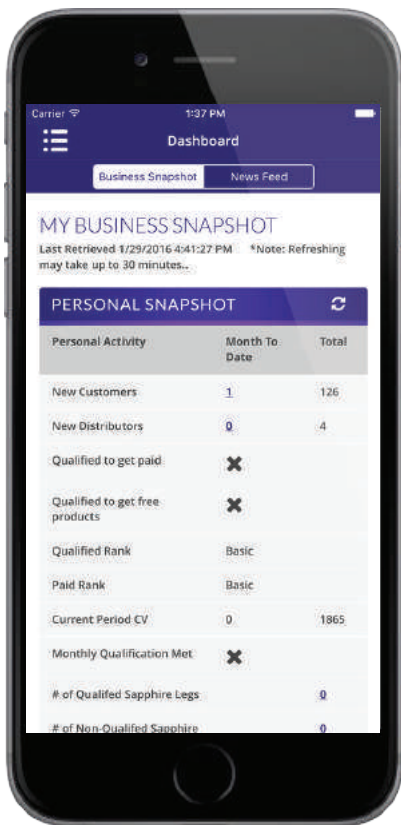 Carrier 1:37 PM
Dashboard
Business Snapshot News Feed
MY BUSINESS SNAPSHOT
Last Retrieved 1/29/2016 4:41:27 PM *Note: Refreshing
may take up to 30 minutes..
PERSONAL SNAPSHOT
Personal Activity Month To Total
Date
New Customers 1 126
New Distributors 0 4
Qualified to get paid
Qualified to get free
products
Qualified Rank Basic
Paid Rank Basic
Current Period CV 0 1865
Monthly Qualification Met
# of Qualifed Sapphire Legs 0
# of Non-Qualifed Sapphire 0